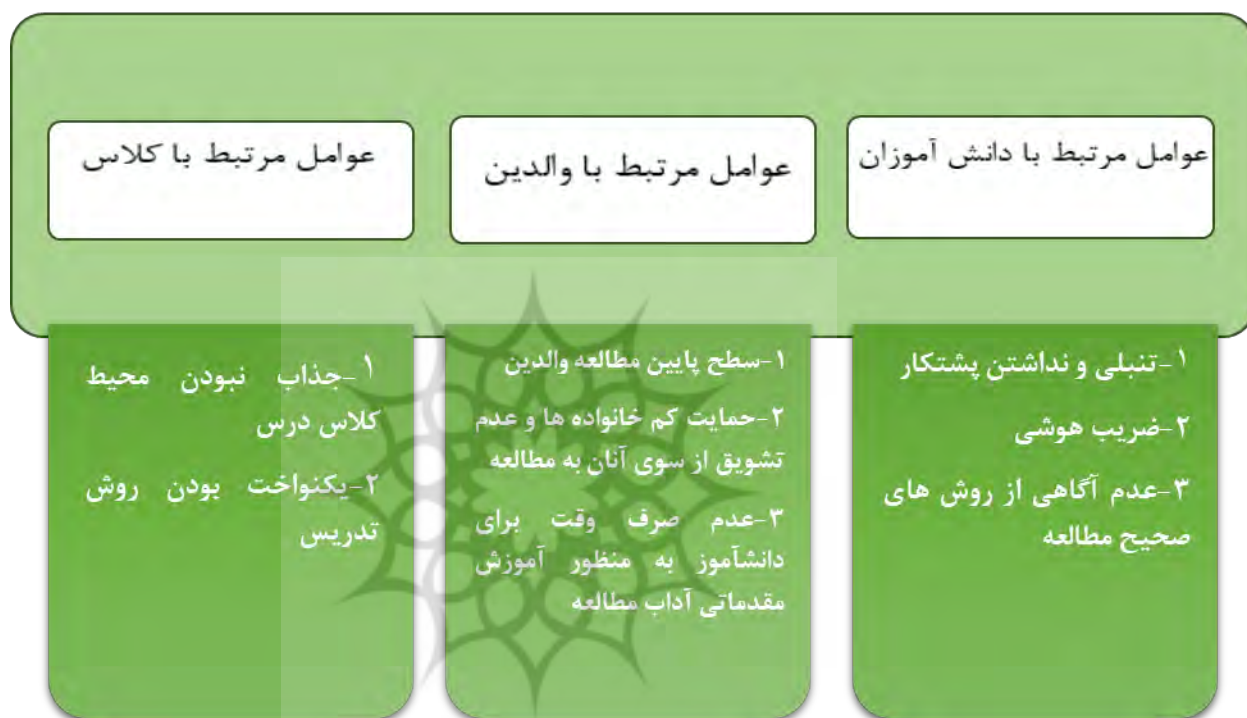 عوامل مرتبط با دانش آموزان
عوامل مرتبط با والدین
عوامل مرتبط با کلاس
۱-تنبلی و نداشتن پشتکار
۲-ضریب هوشی
۳-عدم آگاهی از روش های
صحیح مطالعه
۱-سطح پایین مطالعه والدین
۲-حمایت کم خانواده ها و عدم
تشویق از سوی آنان به مطالعه
۳-عدم صرف وقت برای
دانشآموز به منظور آموزش
مقدماتی آداب مطالعه
۱-جذاب نبودن محیط
کلاس درس
۲-یکنواخت بودن روش
تدریس